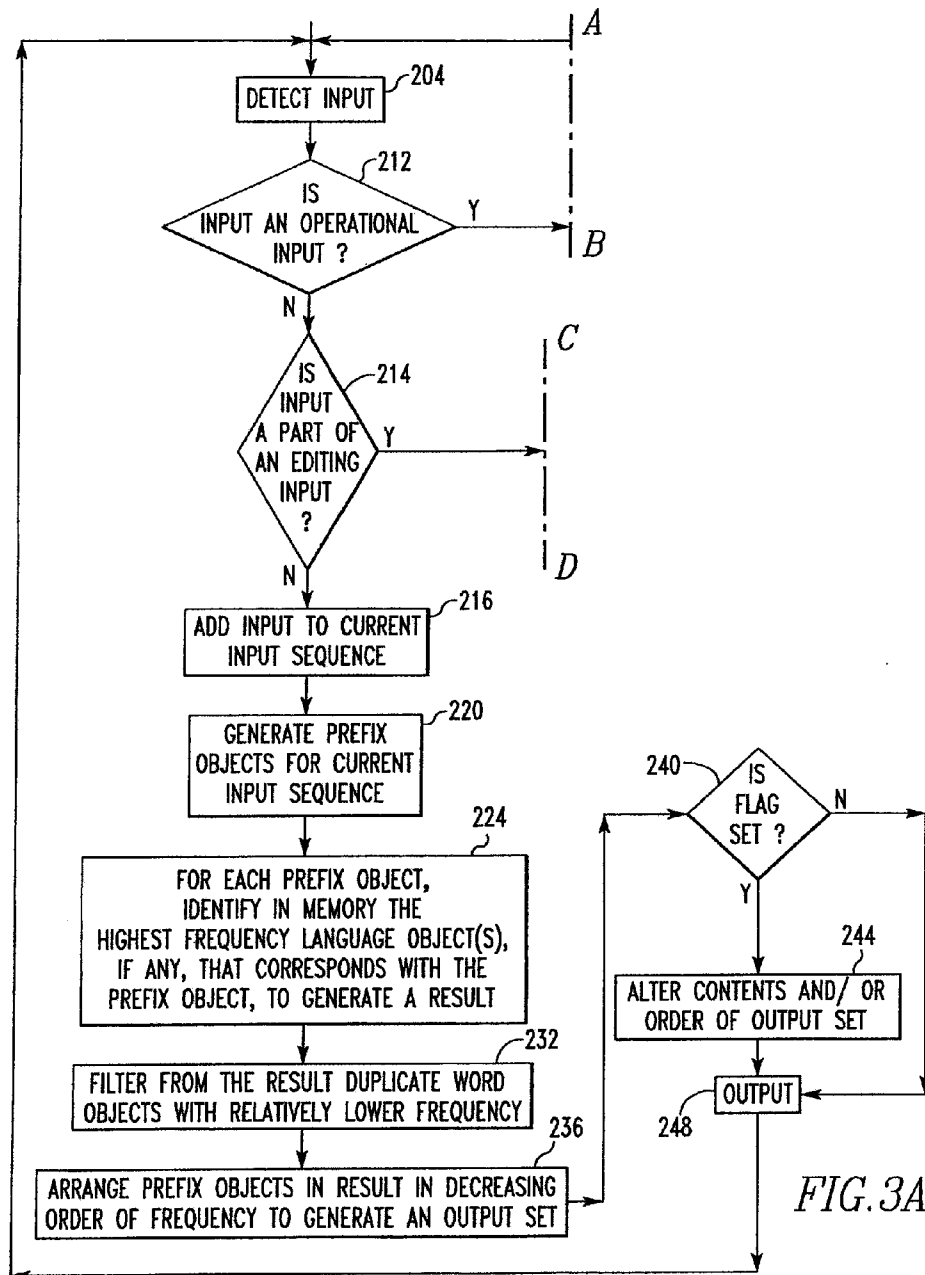 A
204
DETECT INPUT
212
IS
INPUT AN OPERATIONAL
INPUT ?
Y
B
N
C
214
IS
INPUT
A PART OF
AN EDITING
INPUT
?
Y
D
N
216
ADD INPUT TO CURRENT
INPUT SEQUENCE
220
GENERATE PREFIX
OBJECTS FOR CURRENT
INPUT SEQUENCE
224
FOR EACH PREFIX OBJECT,
IDENTIFY IN MEMORY THE
HIGHEST FREQUENCY LANGUAGE OBJECT(S),
IF ANY, THAT CORRESPONDS WITH THE
PREFIX OBJECT, TO GENERATE A RESULT
232
FILTER FROM THE RESULT DUPLICATE WORD
OBJECTS WITH RELATIVELY LOWER FREQUENCY
236
ARRANGE PREFIX OBJECTS IN RESULT IN DECREASING
ORDER OF FREQUENCY TO GENERATE AN OUTPUT SET
240
IS
FLAG
SET ?
N
Y
244
ALTER CONTENTS AND/ OR
ORDER OF OUTPUT SET
OUTPUT
248
FIG.3A